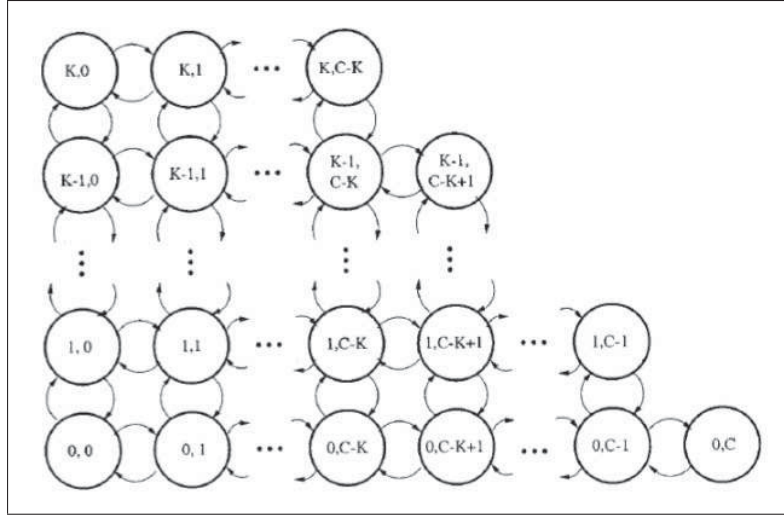 K,0 K,1 ••• K,C-K
K-1,0 K-1,1 ••• K-1, C-K K-1, C-K+1
1,0 1,1 ••• 1,C-K 1,C-K+1 ••• 1,C-1
0,0 0,1 ••• 0,C-K 0,C-K+1 ••• 0,C-1 0,C